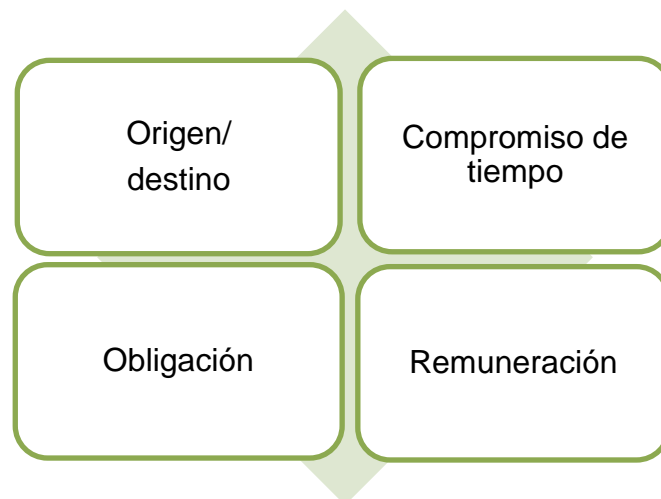 Origen/
destino
Compromiso de
tiempo
Obligación
Remuneración